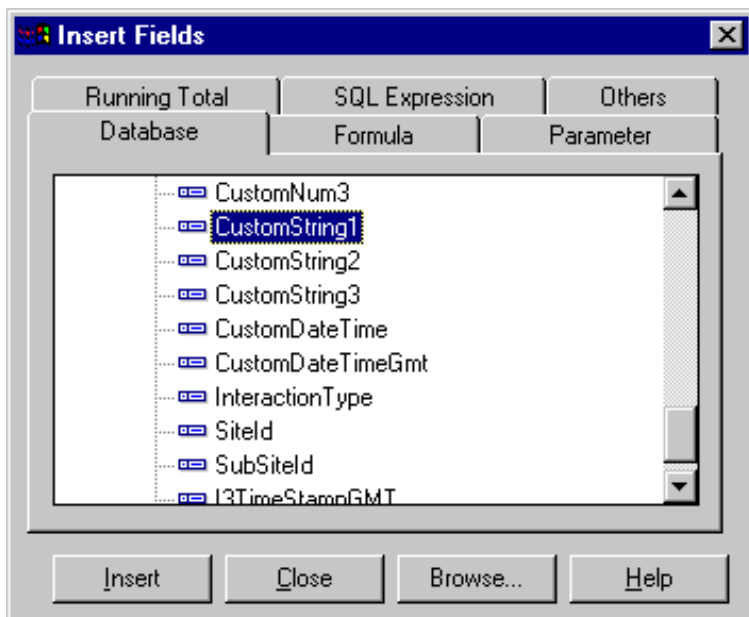 Insert Fields
Running Total SQL Expression Others
Database Formula Parameter
CustomNum3
CustomString1
CustomString2
CustomString3
CustomDateTime
CustomDateTimeGmt
InteractionType
SiteId
SubSiteId
I3TimeStampGMT
Insert Close Browse... Help